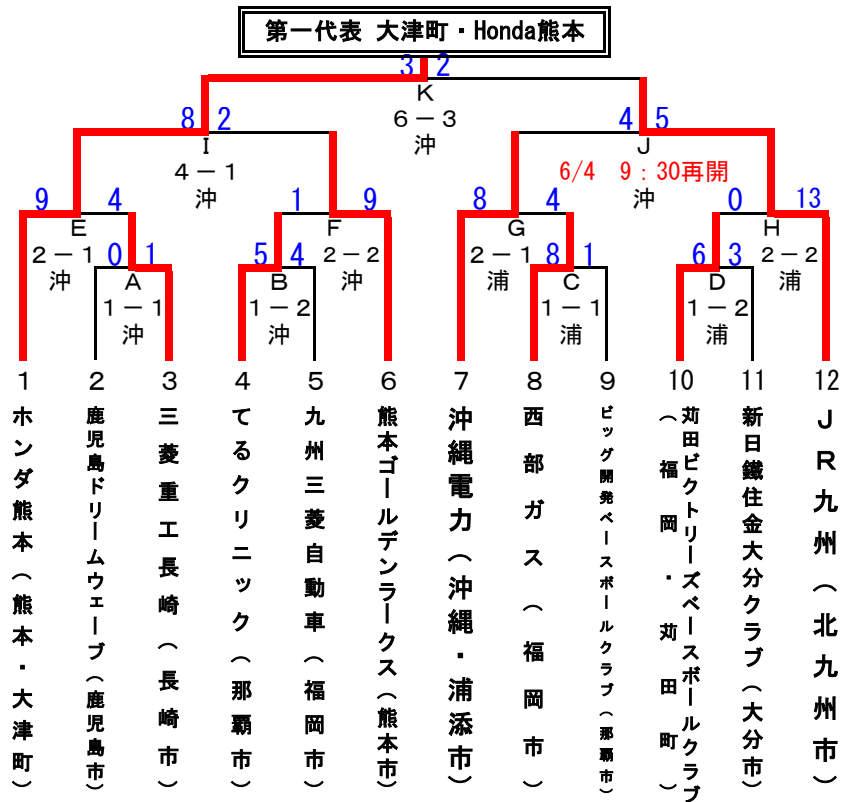 第一代表 大津町・Honda熊本
3 2
K
6－3
沖
8 2
I
4－1
沖
4 5
J
6/4 9：30再開
沖
9 4
E
2－1
沖
1 9
F
2－2
沖
8 4
G
2－1
浦
0 13
H
2－2
浦
0 1
A
1－1
沖
5 4
B
1－2
沖
8 1
C
1－1
浦
6 3
D
1－2
浦
1
ホンダ熊本（熊本・大津町）
2
鹿児島ドリームウェーブ（鹿児島市）
3
三菱重工長崎（長崎市）
4
てるクリニック（那覇市）
5
九州三菱自動車（福岡市）
6
熊本ゴールデンラークス（熊本市）
7
沖縄電力（沖縄・浦添市）
8
西部ガス（福岡市）
9
ビッグ開発ベースボールクラブ（那覇市）
10
苅田ビクトリーズベースボールクラブ
（福岡・苅田町）
11
新日鐵住金大分クラブ（大分市）
12
JR九州（北九州市）